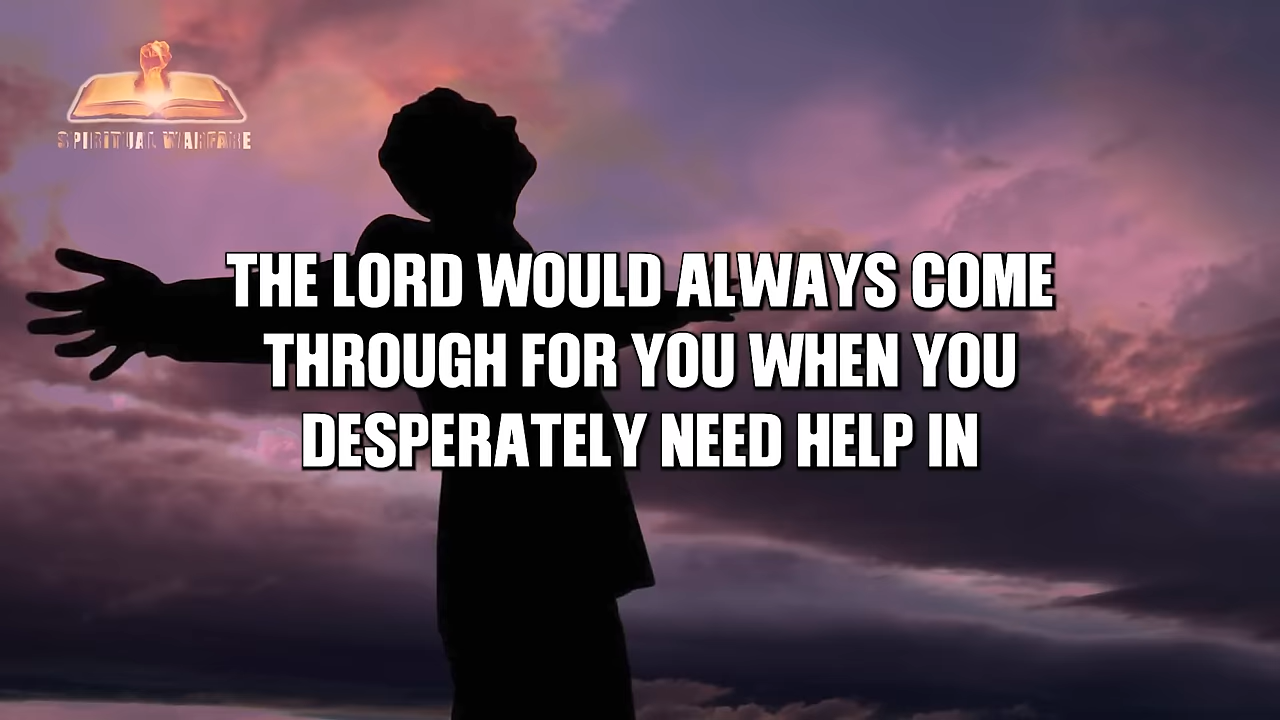 SPIRITUAL WARFARE
THE LORD WOULD ALWAYS COME
THROUGH FOR YOU WHEN YOU
DESPERATELY NEED HELP IN